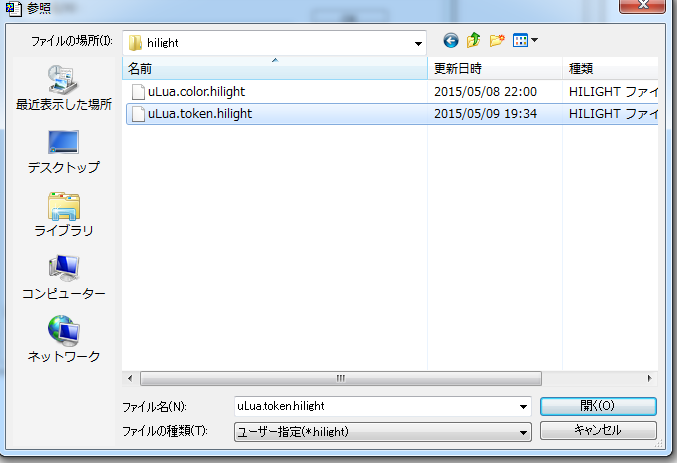 参照
ファイルの場所(I):
hilight
名前
更新日時
種類
uLua.color.hilight
2015/05/08 22:00
HILIGHT ファイ
uLua.token.hilight
2015/05/09 19:34
HILIGHT ファイ
最近表示した場所
デスクトップ
ライブラリ
コンピューター
ネットワーク
ファイル名(N):
uLua.token.hilight
開く(O)
ファイルの種類(T):
ユーザー指定(*.hilight)
キャンセル